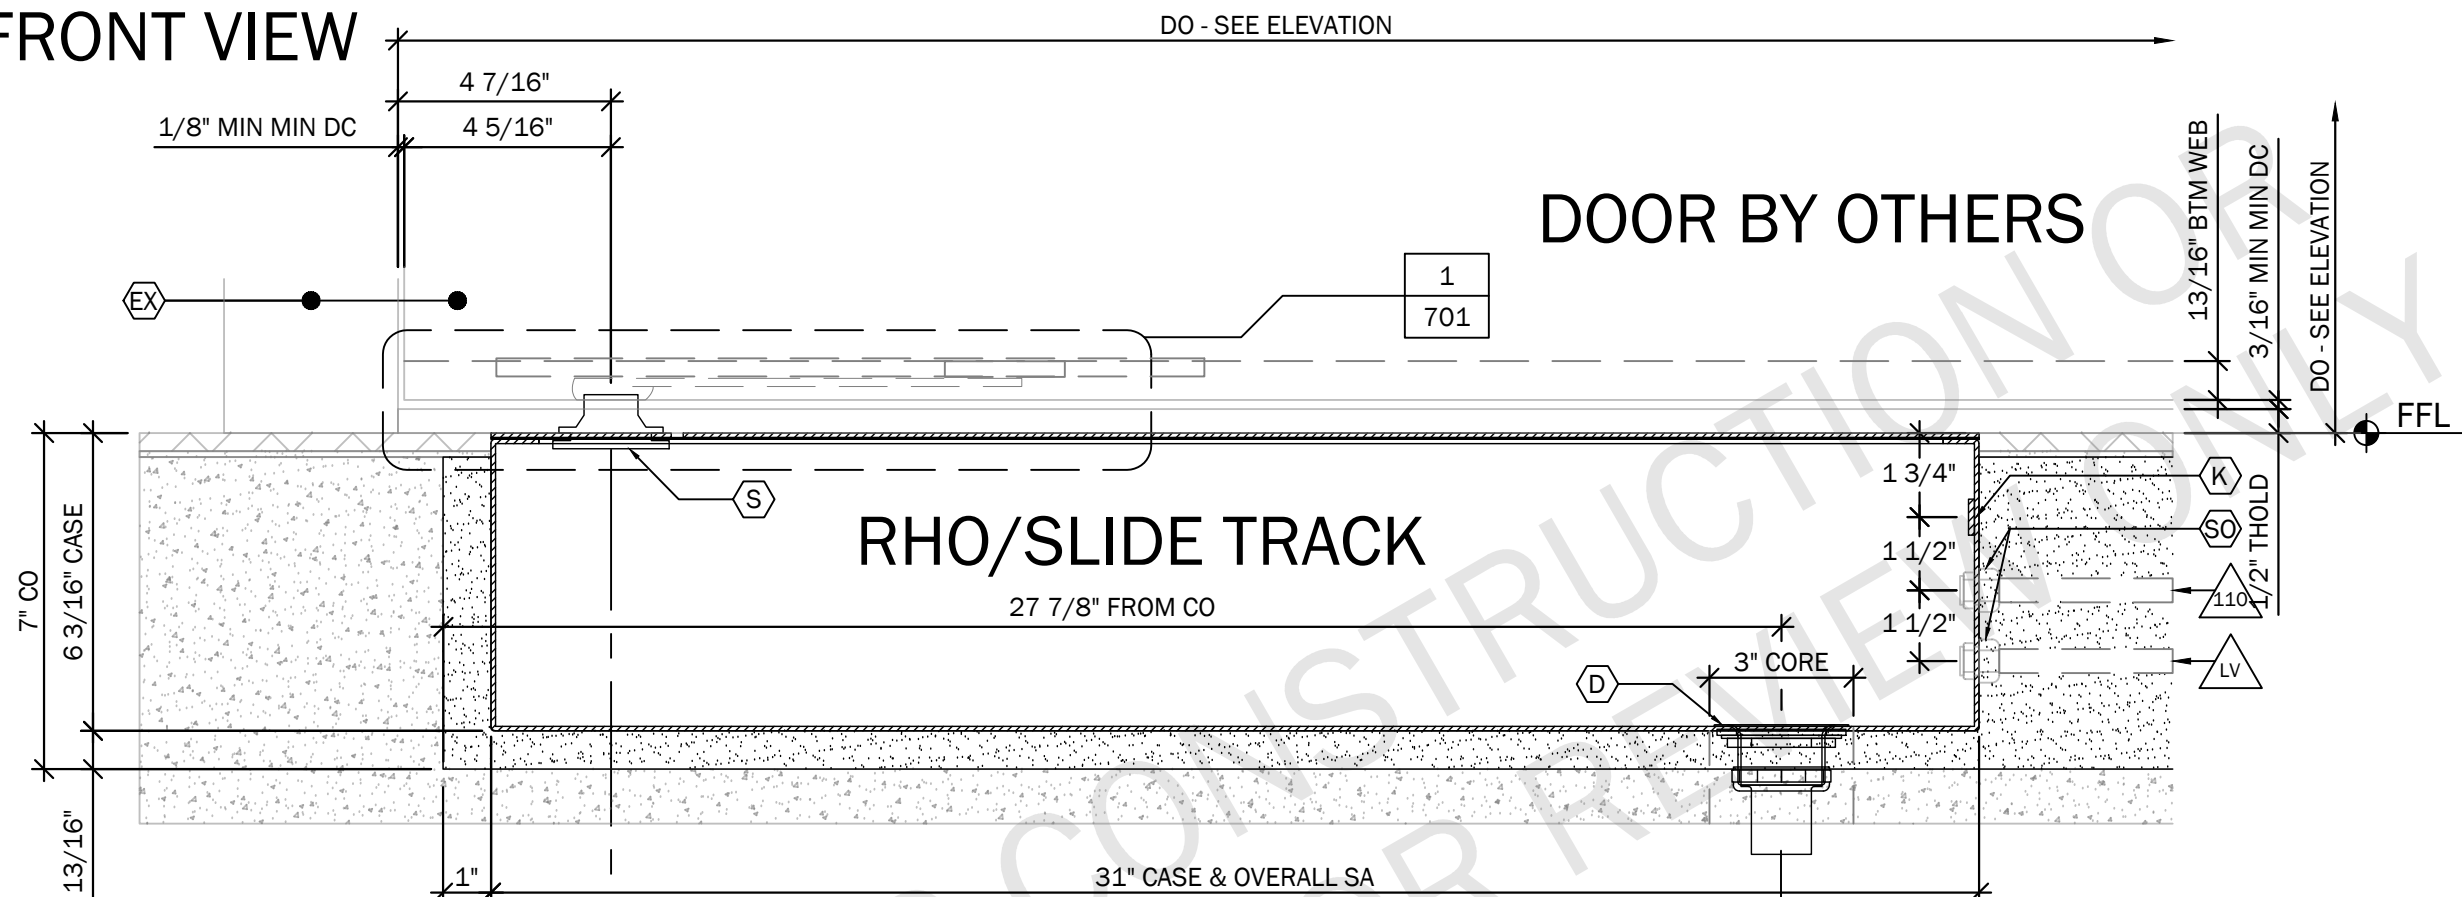 FRONT VIEW
DO - SEE ELEVATION
4 7/16"
1/8" MIN MIN DC
4 5/16"
DOOR BY OTHERS
13/16" BTM WEB
3/16" MIN MIN DC
DO - SEE ELEVATION
EX
1
701
FFL
7" CO
6 3/16" CASE
S
RHO/SLIDE TRACK
1 3/4"
K
1 1/2"
SO
1/2" THOLD
27 7/8" FROM CO
110
1 1/2"
3" CORE
D
LV
13/16"
1"
31" CASE & OVERALL SA
CONSTRUCTION OR
OR REVIEW ONLY